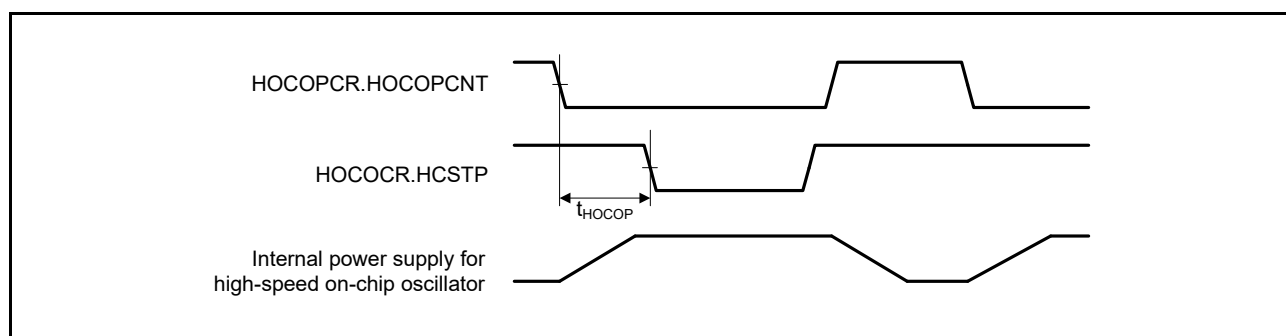 HOCOPCR.HOCOPCNT
HOCOCR.HCSTP
tHOCOP
Internal power supply for
high-speed on-chip oscillator